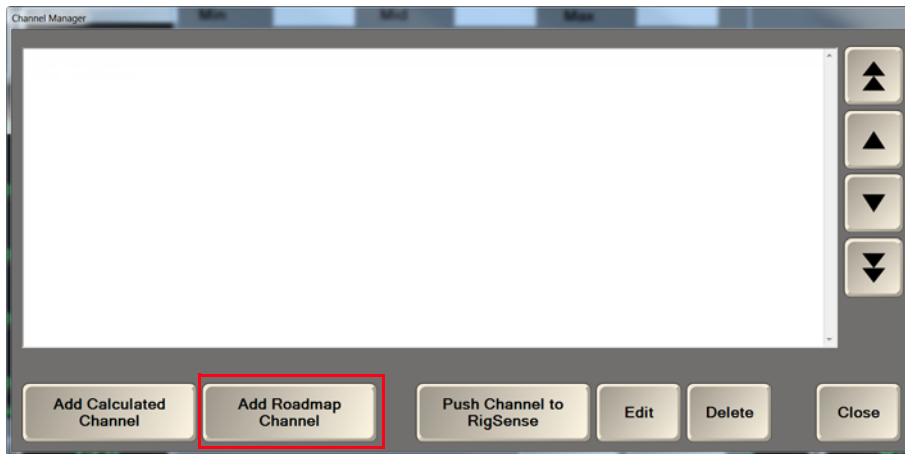 Channel Manager
Min Mid Max
Add Calculated
Channel
Add Roadmap
Channel
Push Channel to
RigSense
Edit
Delete
Close